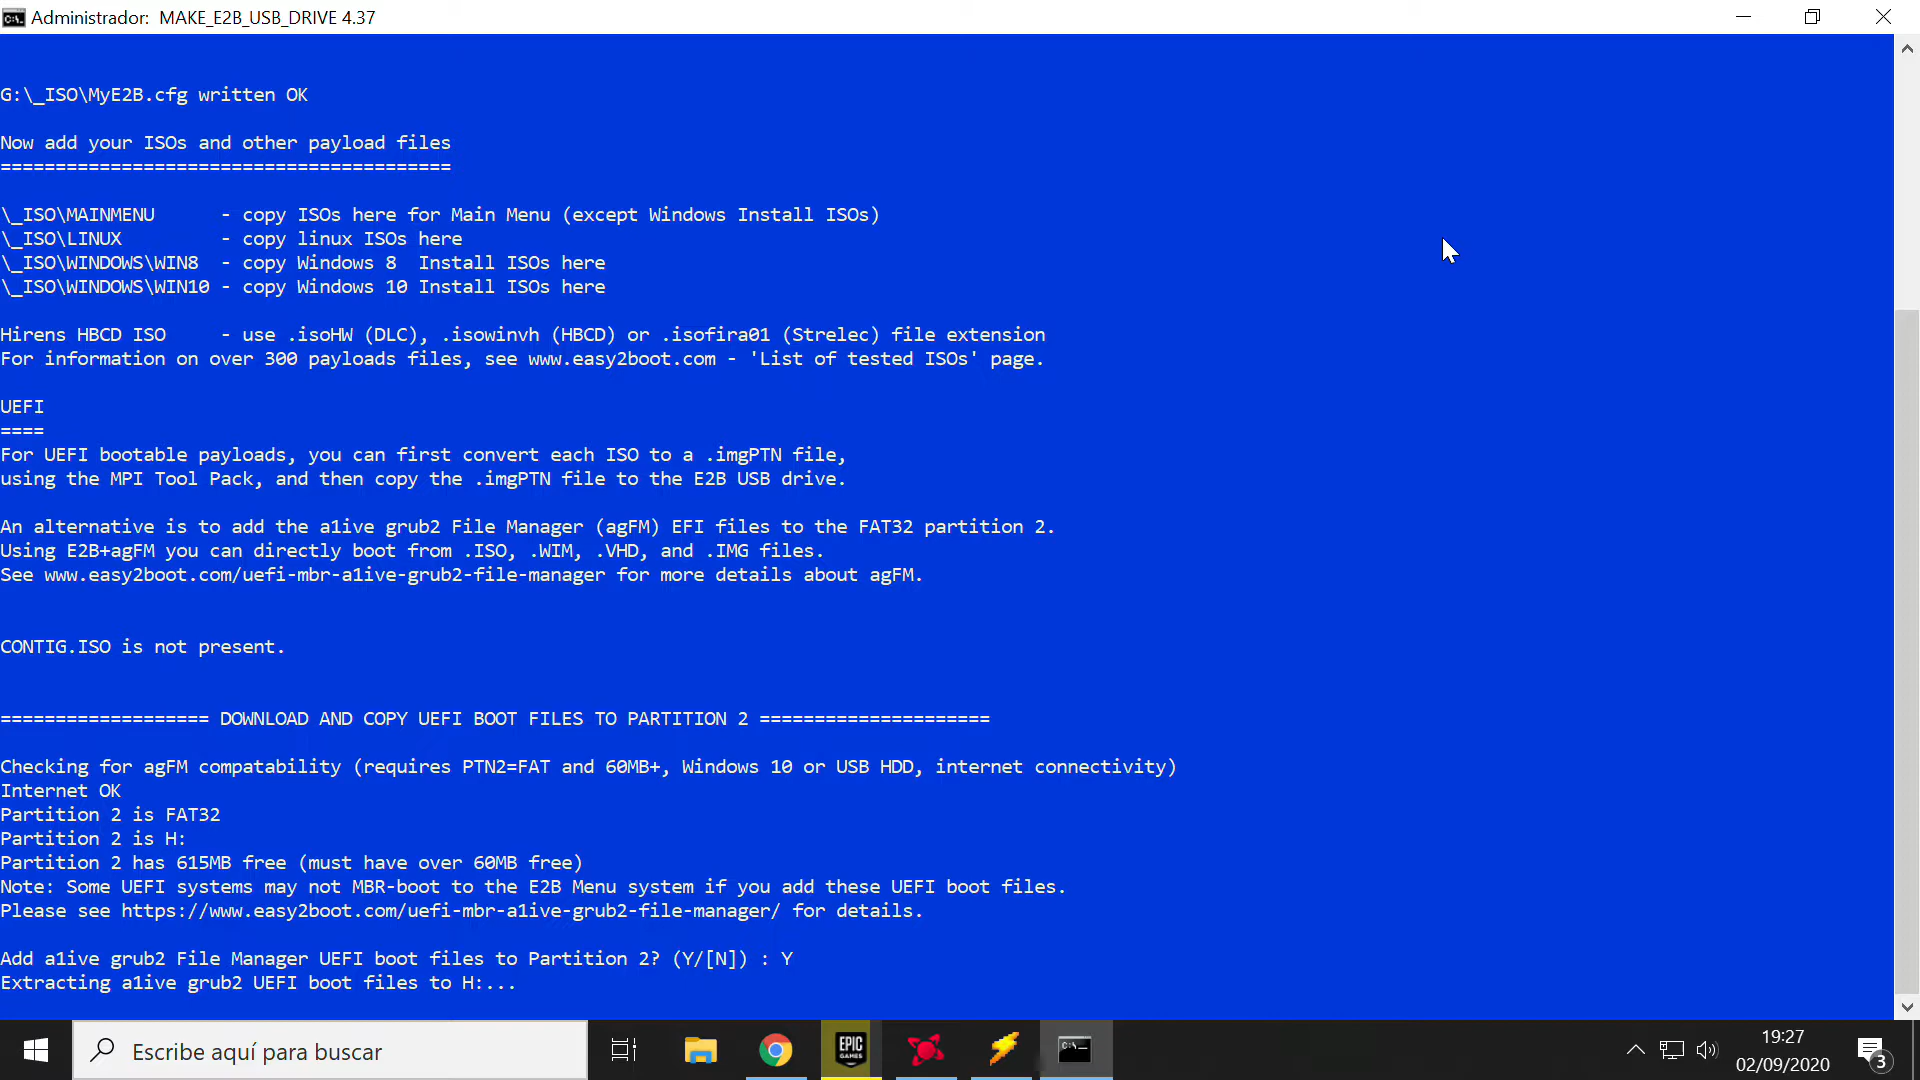 Administrador: MAKE_E2B_USB_DRIVE 4.37
G:\_ISO\MyE2B.cfg written OK
Now add your ISOs and other payload files
=========================================
\_ISO\MAINMENU      - copy ISOs here for Main Menu (except Windows Install ISOs)
\_ISO\LINUX         - copy linux ISOs here
\_ISO\WINDOWS\WIN8  - copy Windows 8  Install ISOs here
\_ISO\WINDOWS\WIN10 - copy Windows 10 Install ISOs here
Hirens HBCD ISO     - use .isoHW (DLC), .isowinvh (HBCD) or .isofira01 (Strelec) file extension
For information on over 300 payloads files, see www.easy2boot.com - 'List of tested ISOs' page.
UEFI
====
For UEFI bootable payloads, you can first convert each ISO to a .imgPTN file,
using the MPI Tool Pack, and then copy the .imgPTN file to the E2B USB drive.
An alternative is to add the a1ive grub2 File Manager (agFM) EFI files to the FAT32 partition 2.
Using E2B+agFM you can directly boot from .ISO, .WIM, .VHD, and .IMG files.
See www.easy2boot.com/uefi-mbr-a1ive-grub2-file-manager for more details about agFM.
CONTIG.ISO is not present.
=================== DOWNLOAD AND COPY UEFI BOOT FILES TO PARTITION 2 =====================
Checking for agFM compatability (requires PTN2=FAT and 60MB+, Windows 10 or USB HDD, internet connectivity)
Internet OK
Partition 2 is FAT32
Partition 2 is H:
Partition 2 has 615MB free (must have over 60MB free)
Note: Some UEFI systems may not MBR-boot to the E2B Menu system if you add these UEFI boot files.
Please see https://www.easy2boot.com/uefi-mbr-a1ive-grub2-file-manager/ for details.
Add a1ive grub2 File Manager UEFI boot files to Partition 2? (Y/[N]) : Y
Extracting a1ive grub2 UEFI boot files to H:...
Escribe aquí para buscar
EPIC
GAMES
C:\_
19:27
02/09/2020
3